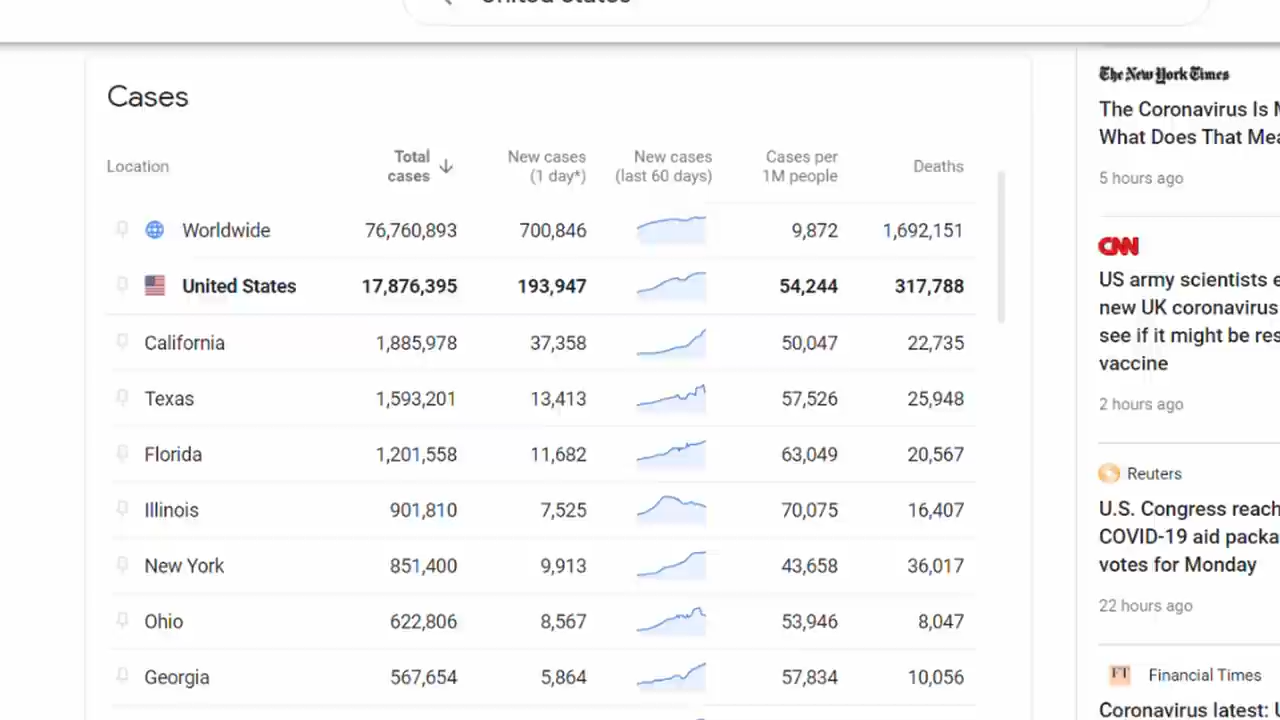 United States
Cases
Location Total cases New cases (1 day*) New cases (last 60 days) Cases per 1M people Deaths
Worldwide 76,760,893 700,846 9,872 1,692,151
United States 17,876,395 193,947 54,244 317,788
California 1,885,978 37,358 50,047 22,735
Texas 1,593,201 13,413 57,526 25,948
Florida 1,201,558 11,682 63,049 20,567
Illinois 901,810 7,525 70,075 16,407
New York 851,400 9,913 43,658 36,017
Ohio 622,806 8,567 53,946 8,047
Georgia 567,654 5,864 57,834 10,056
The New York Times
The Coronavirus Is
What Does That
5 hours ago
CNN
US army scientists
new UK coronavirus
see if it might be
vaccine
2 hours ago
Reuters
U.S. Congress
COVID-19 aid
votes for Monday
22 hours ago
FT Financial Times
Coronavirus latest: